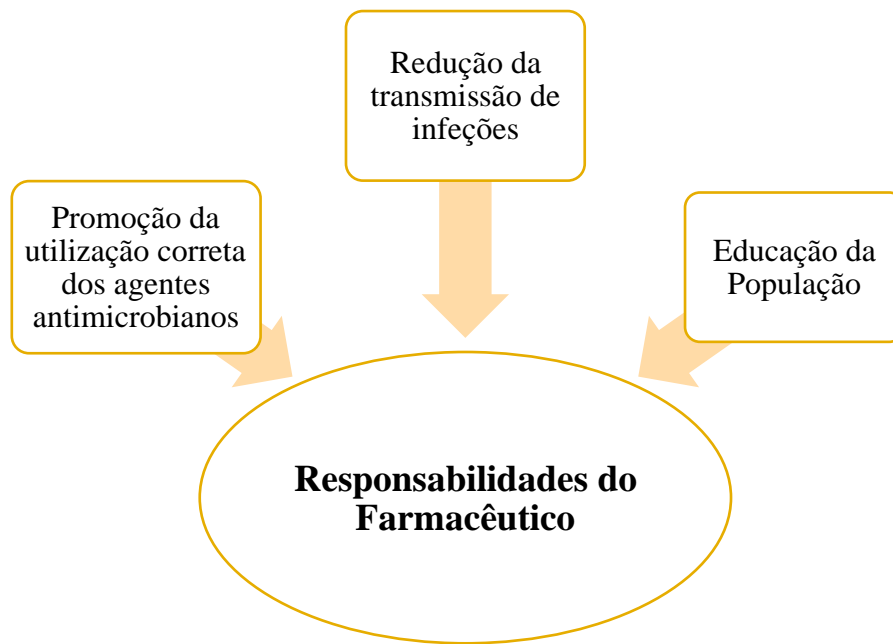 Redução da
transmissão de
infeções
Promoção da
utilização correta
dos agentes
antimicrobianos
Educação da
População
Responsabilidades do
Farmacêutico